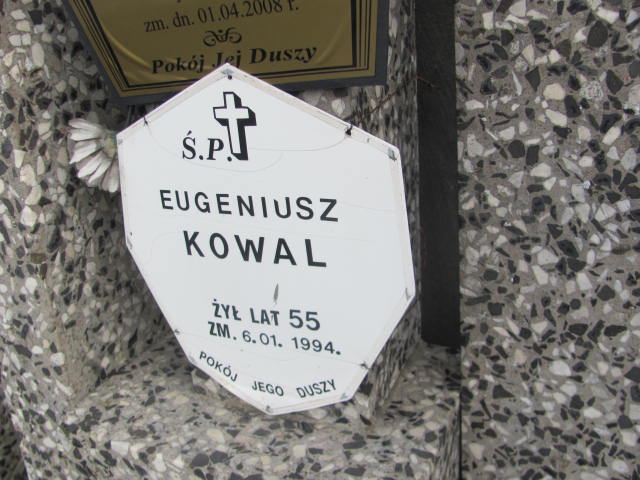 zm. dn. 01.04.2008 r.
Pokój Jej Duszy
Ś.P.
EUGENIUSZ
KOWAL
ŻYŁ LAT 55
ZM. 6.01. 1994.
POKÓJ JEGO DUSZY